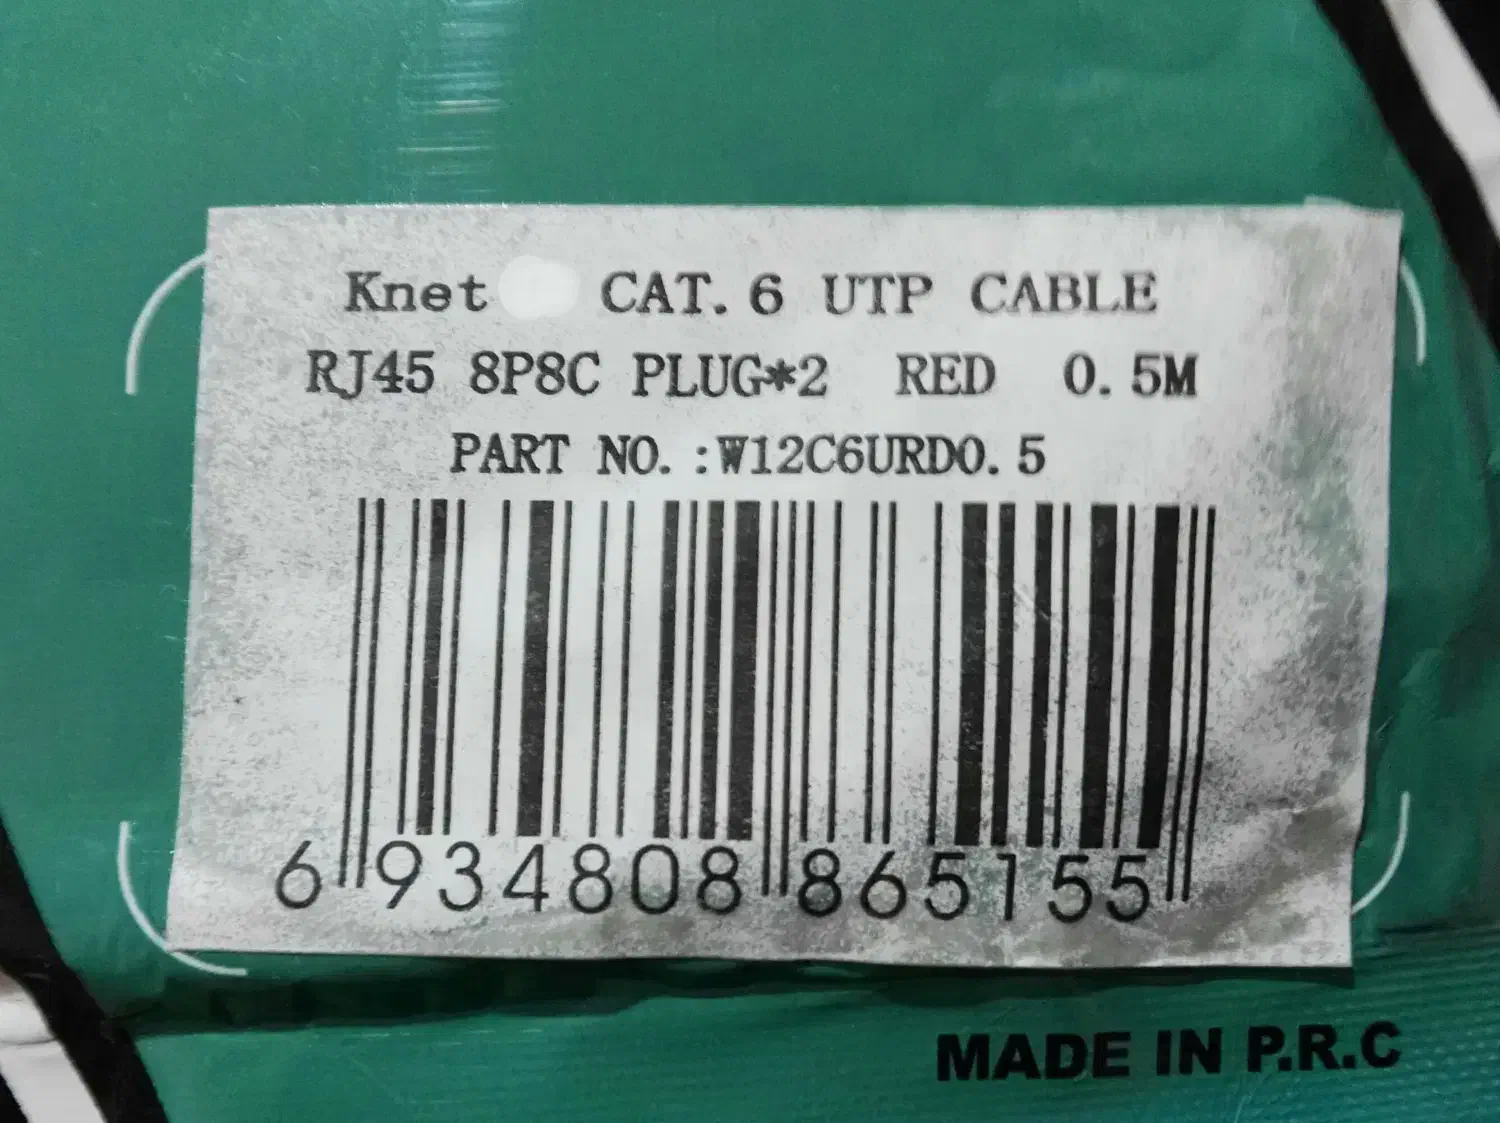 Knet CAT.6 UTP CABLE
RJ45 8P8C PLUG*2 RED 0.5M
PART NO.:W12C6URD0.5
6 934808 865155
MADE IN P.R.C